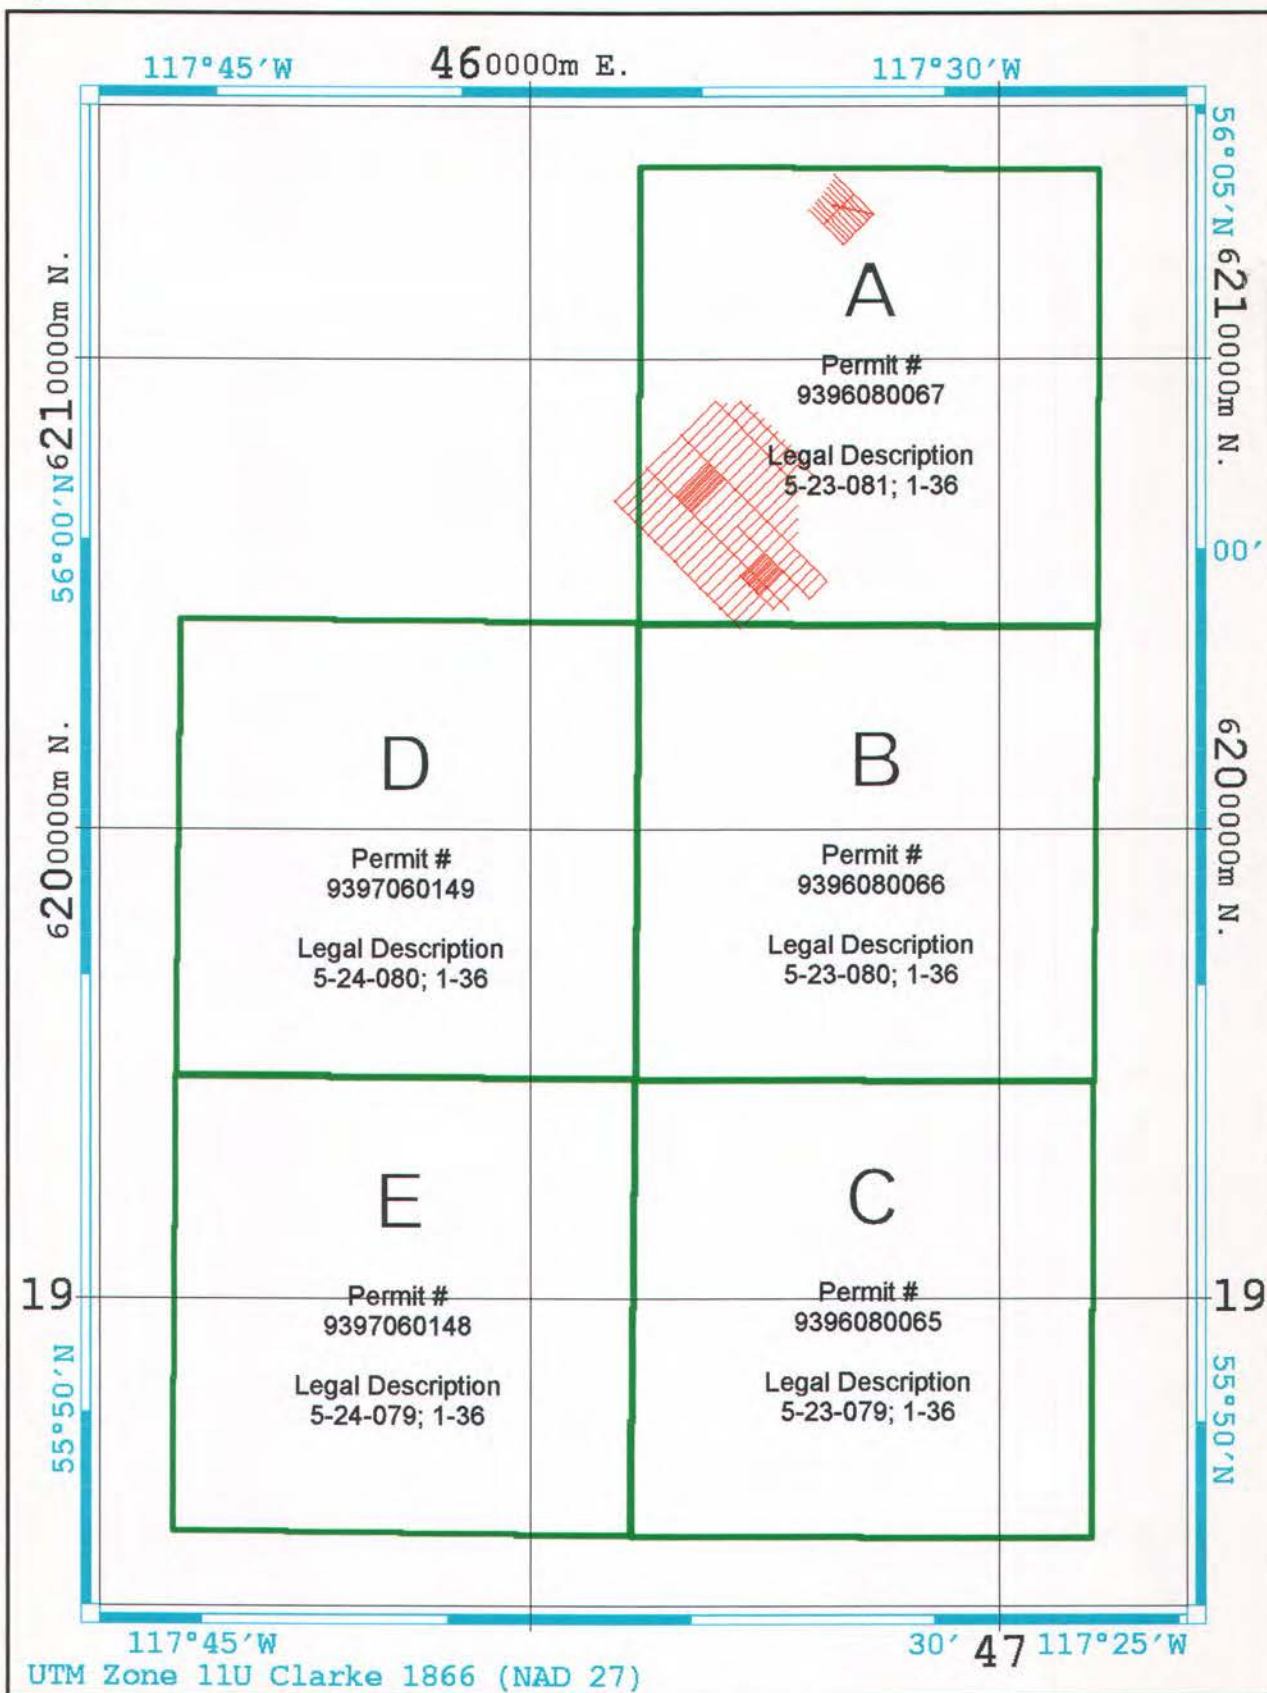 117°45′W 460000m E. 117°30′W
56°05′N
6210000m N.
6210000m N.
56°00′N
00′
A
Permit #
9396080067
Legal Description
5-23-081; 1-36
6200000m N.
6200000m N.
D
Permit #
9397060149
Legal Description
5-24-080; 1-36
B
Permit #
9396080066
Legal Description
5-23-080; 1-36
E
Permit #
9397060148
Legal Description
5-24-079; 1-36
C
Permit #
9396080065
Legal Description
5-23-079; 1-36
19
19
55°50′N
55°50′N
117°45′W 30′ 47 117°25′W
UTM Zone 11U Clarke 1866 (NAD 27)